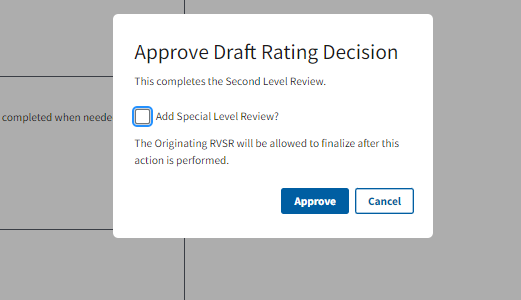 Approve Draft Rating Decision
This completes the Second Level Review.
Add Special Level Review?
completed when neede
The Originating RVSR will be allowed to finalize after this
action is performed.
Approve
Cancel